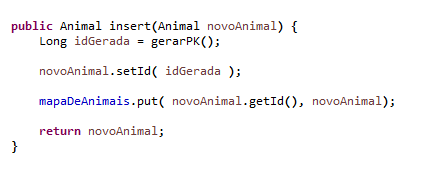 public Animal insert(Animal novoAnimal) {
Long idGerada = gerarPK();
novoAnimal.setId( idGerada );
mapaDeAnimais.put( novoAnimal.getId(), novoAnimal);
return novoAnimal;
}